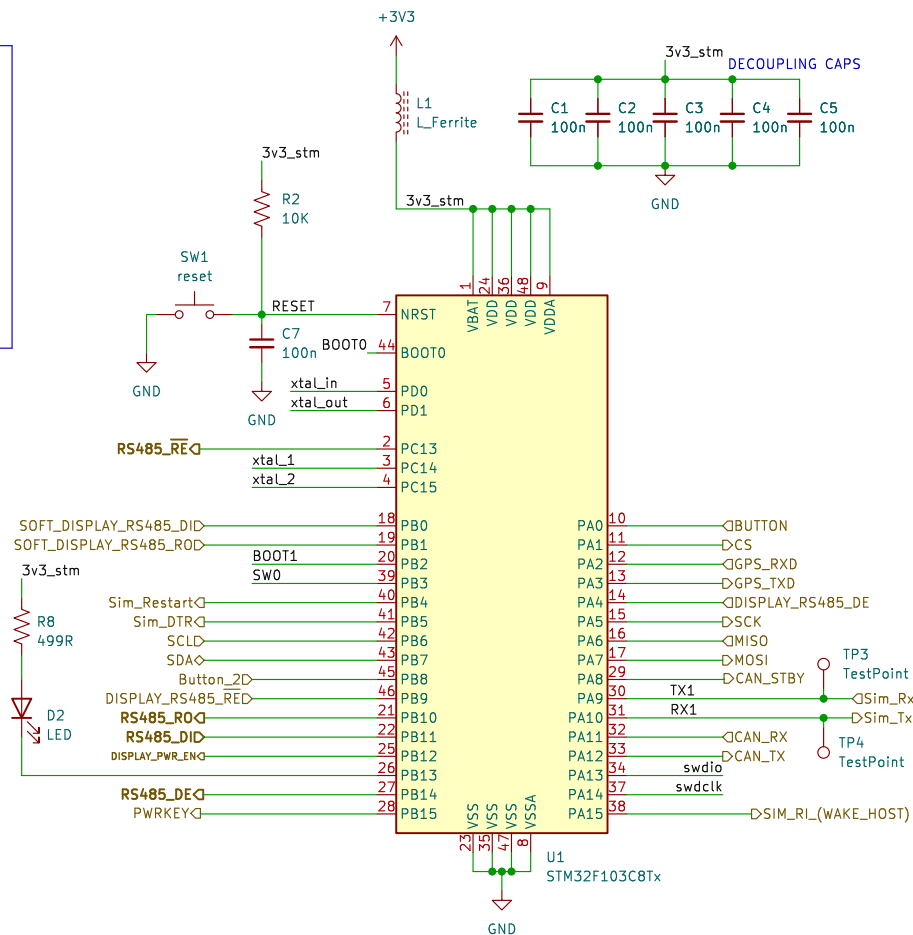 +3V3
3v3_stm
DECOUPLING CAPS
L1
L_Ferrite
C1
100n
C2
100n
C3
100n
C4
100n
C5
100n
GND
3v3_stm
R2
10K
3v3_stm
SW1
reset
RESET
C7
100n
GND
GND
BOOT0
1
24
36
48
9
VBAT
VDD
VDD
VDD
VDDA
7 NRST
44 BOOT0
xtal_in 5 PD0
xtal_out 6 PD1
RS485_RE 2 PC13
xtal_1 3 PC14
xtal_2 4 PC15
SOFT_DISPLAY_RS485_DI 18 PB0
SOFT_DISPLAY_RS485_RO 19 PB1
BOOT1 20 PB2
SW0 39 PB3
Sim_Restart 40 PB4
Sim_DTR 41 PB5
SCL 42 PB6
SDA 43 PB7
Button_2 45 PB8
DISPLAY_RS485_RE 46 PB9
RS485_RO 21 PB10
RS485_DI 22 PB11
DISPLAY_PWR_EN 25 PB12
26 PB13
RS485_DE 27 PB14
PWRKEY 28 PB15
3v3_stm
R8
499R
D2
LED
PA0 10 BUTTON
PA1 11 CS
PA2 12 GPS_RXD
PA3 13 GPS_TXD
PA4 14 DISPLAY_RS485_DE
PA5 15 SCK
PA6 16 MISO
PA7 17 MOSI
PA8 29 CAN_STBY
PA9 30 TX1 Sim_Rx
PA10 31 RX1 Sim_Tx
PA11 32 CAN_RX
PA12 33 CAN_TX
PA13 34 swdio
PA14 37 swdclk
PA15 38 SIM_RI_(WAKE_HOST)
TP3
TestPoint
TP4
TestPoint
VSS
VSS
VSS
VSSA
23
35
47
8
U1
STM32F103C8Tx
GND